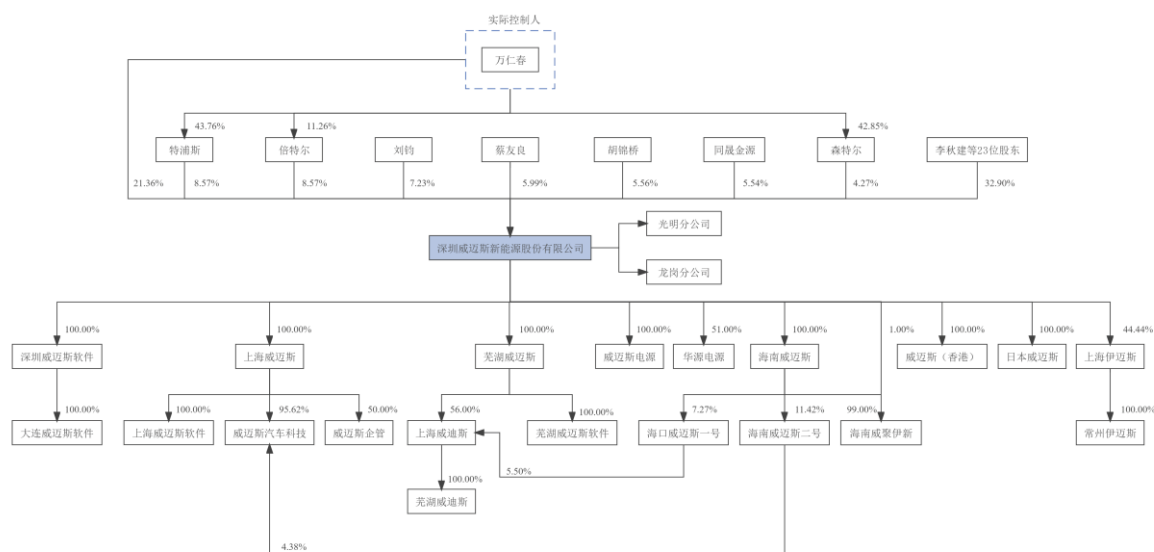 实际控制人
万仁春
43.76%
11.26%
42.85%
特浦斯
倍特尔
刘钧
蔡友良
胡锦桥
同晟金源
森特尔
李秋建等23位股东
21.36%
8.57%
8.57%
7.23%
5.99%
5.56%
5.54%
4.27%
32.90%
光明分公司
深圳威迈斯新能源股份有限公司
龙岗分公司
100.00%
100.00%
100.00%
100.00%
51.00%
100.00%
1.00%
100.00%
100.00%
44.44%
深圳威迈斯软件
上海威迈斯
芜湖威迈斯
威迈斯电源
华源电源
海南威迈斯
威迈斯（香港）
日本威迈斯
上海伊迈斯
100.00%
100.00%
95.62%
50.00%
56.00%
100.00%
7.27%
11.42%
99.00%
100.00%
大连威迈斯软件
上海威迈斯软件
威迈斯汽车科技
威迈斯企管
上海威迪斯
芜湖威迈斯软件
海口威迈斯一号
海南威迈斯二号
海南威聚伊新
常州伊迈斯
5.50%
100.00%
芜湖威迪斯
4.38%